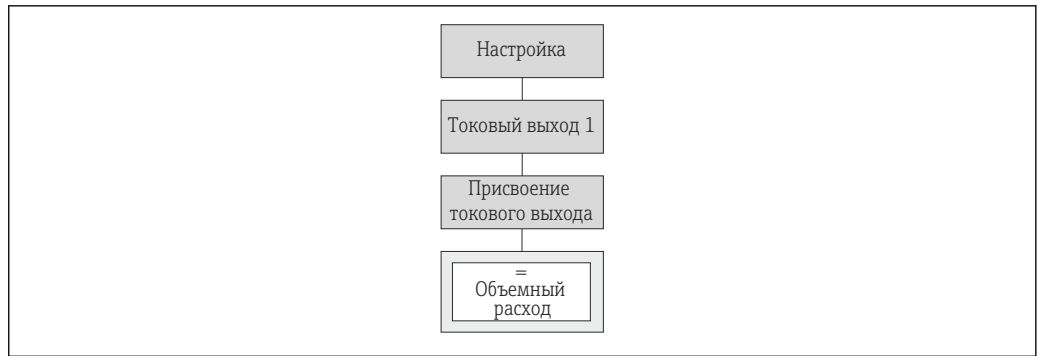 Настройка
Токовый выход 1
Присвоение
токового выхода
=
Объемный
расход